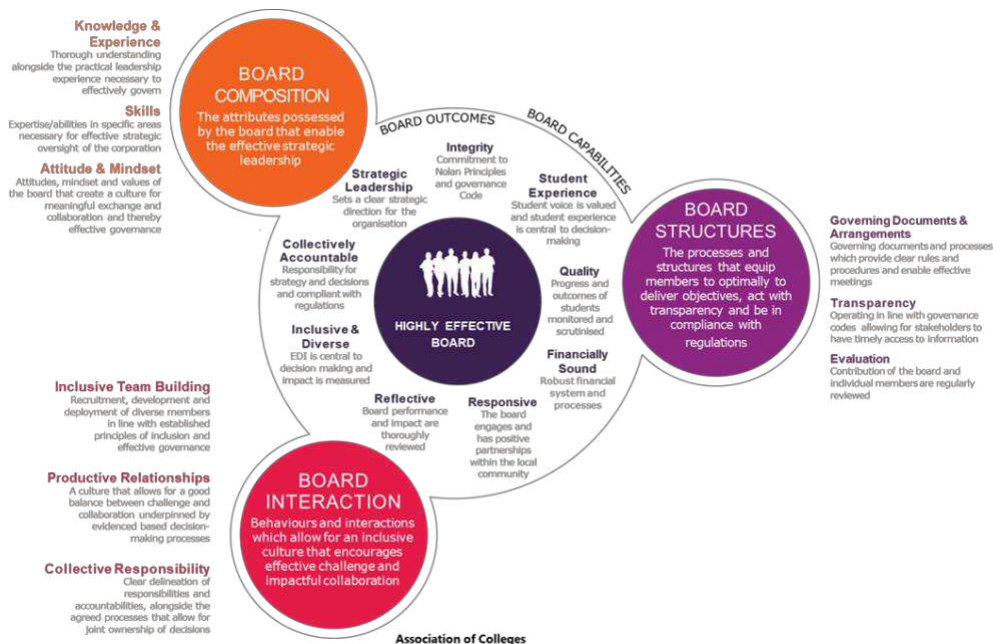 Knowledge &
Experience
Thorough understanding
alongside the practical leadership
experience necessary to
effectively govern
Skills
Expertise/abilities in specific areas
necessary for effective strategic
oversight of the corporation
Attitude & Mindset
Attitudes, mindset and values of
the board that create a culture for
meaningful exchange and
collaboration and thereby
effective governance
BOARD
COMPOSITION
The attributes possessed
by the board that enable
the effective strategic
leadership
BOARD OUTCOMES
BOARD CAPABILITIES
Integrity
Commitment to
Nolan Principles
and governance
Code
Strategic
Leadership
Sets a clear strategic
direction for the
organisation
Student
Experience
Student voice is valued
and student experience
is central to decision-
making
Collectively
Accountable
Responsibility for
strategy and decisions
and compliant with
regulations
Quality
Progress and
outcomes of
students
monitored and
scrutinised
HIGHLY EFFECTIVE
BOARD
Inclusive &
Diverse
EDI is central to
decision making and
impact is measured
Financially
Sound
Robust financial
system and
processes
Reflective
Board performance
and impact are
thoroughly
reviewed
Responsive
The board
engages and
has positive
partnerships
within the local
community
BOARD
STRUCTURES
The processes and
structures that equip
members to optimally to
deliver objectives, act with
transparency and be in
compliance with
regulations
Governing Documents &
Arrangements
Governing documents and processes
which provide clear rules and
procedures and enable effective
meetings
Transparency
Operating in line with governance
codes allowing for stakeholders to
have timely access to information
Evaluation
Contribution of the board and
individual members are regularly
reviewed
Inclusive Team Building
Recruitment, development and
deployment of diverse members
in line with established
principles of inclusion and
effective governance
Productive Relationships
A culture that allows for a good
balance between challenge and
collaboration underpinned by
evidenced based decision-
making processes
Collective Responsibility
Clear delineation of
responsibilities and
accountabilities, alongside the
agreed processes that allow for
joint ownership of decisions
BOARD
INTERACTION
Behaviours and interactions
which allow for an inclusive
culture that encourages
effective challenge and
impactful collaboration
Association of Colleges